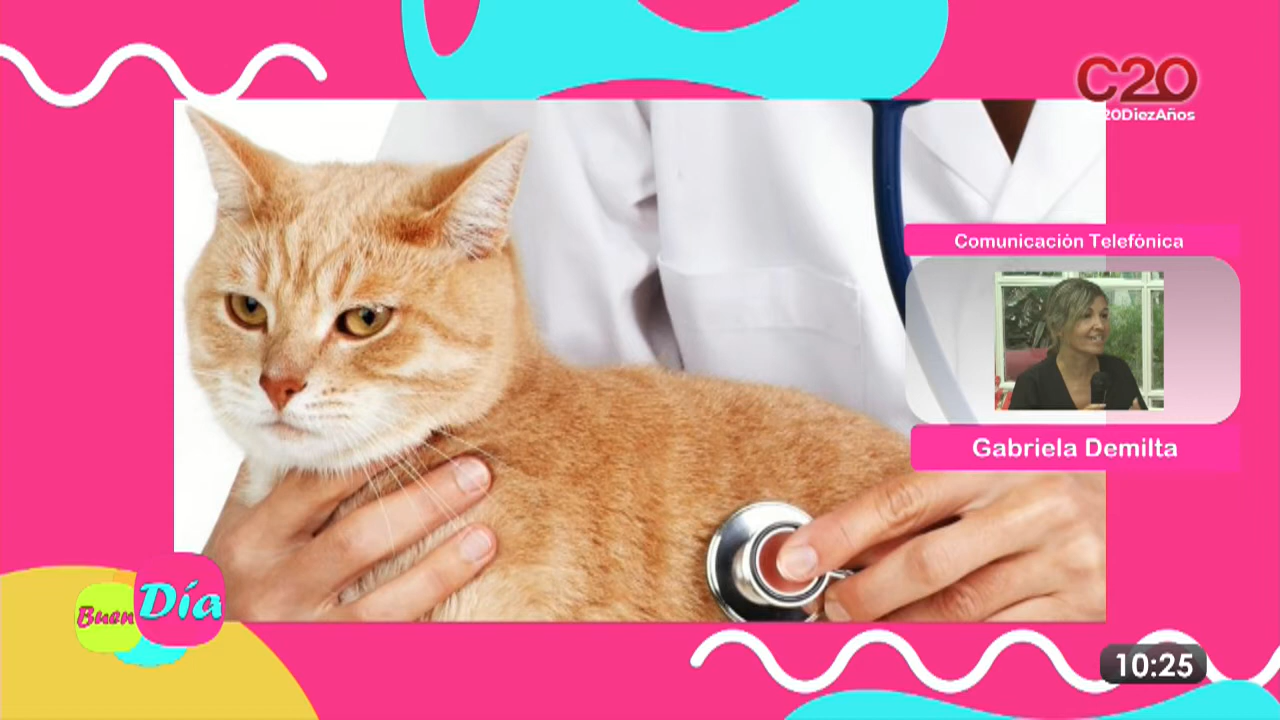 C20
20DiezAños
Comunicación Telefónica
Gabriela Demilta
Buen Día
10:25